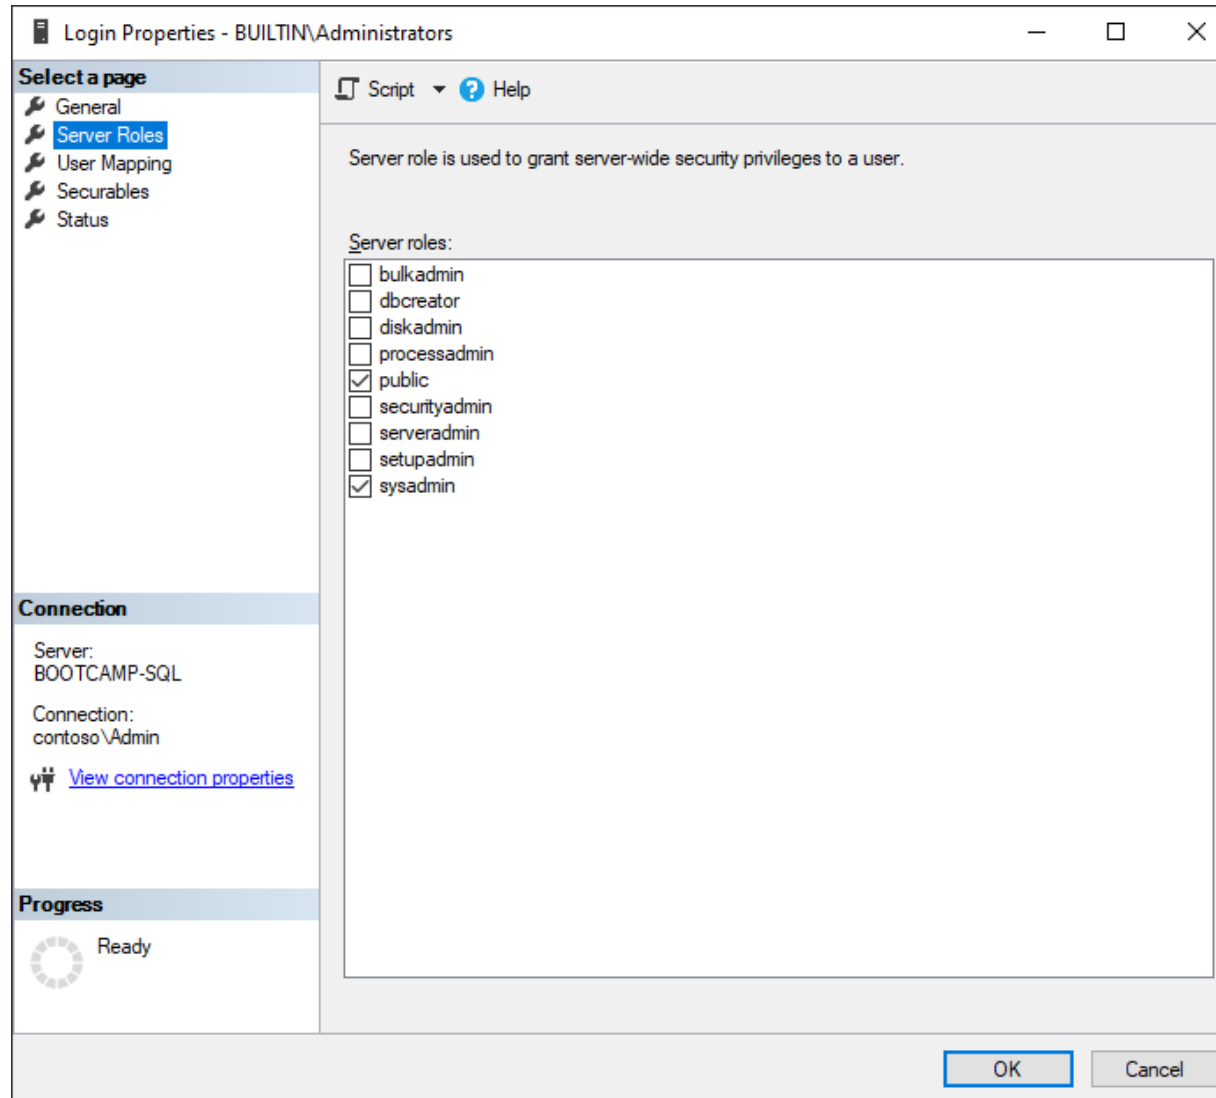 Login Properties - BUILTIN\Administrators
Select a page
General
Server Roles
User Mapping
Securables
Status
Script
Help
Server role is used to grant server-wide security privileges to a user.
Server roles:
bulkadmin
dbcreator
diskadmin
processadmin
public
securityadmin
serveradmin
setupadmin
sysadmin
Connection
Server:
BOOTCAMP-SQL
Connection:
contoso\Admin
View connection properties
Progress
Ready
OK
Cancel